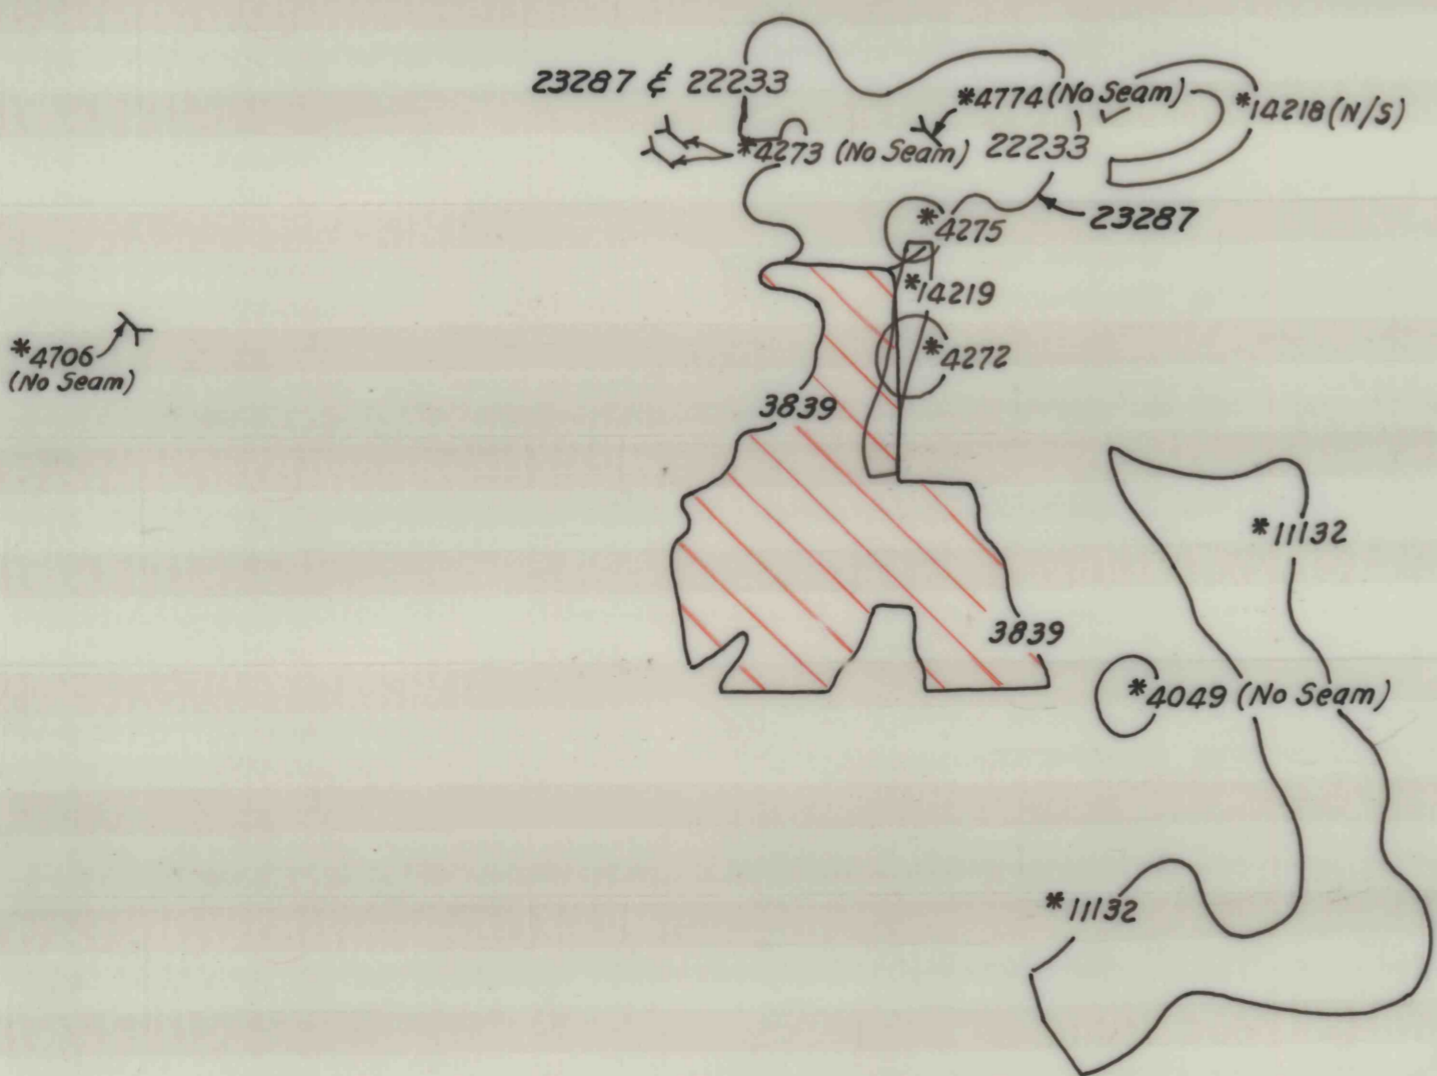 23287 & 22233
*4774 (No Seam)
*14218 (N/S)
*4273 (No Seam)
22233
*4275
23287
*14219
*4706
(No Seam)
*4272
3839
*11132
3839
*4049 (No Seam)
*11132